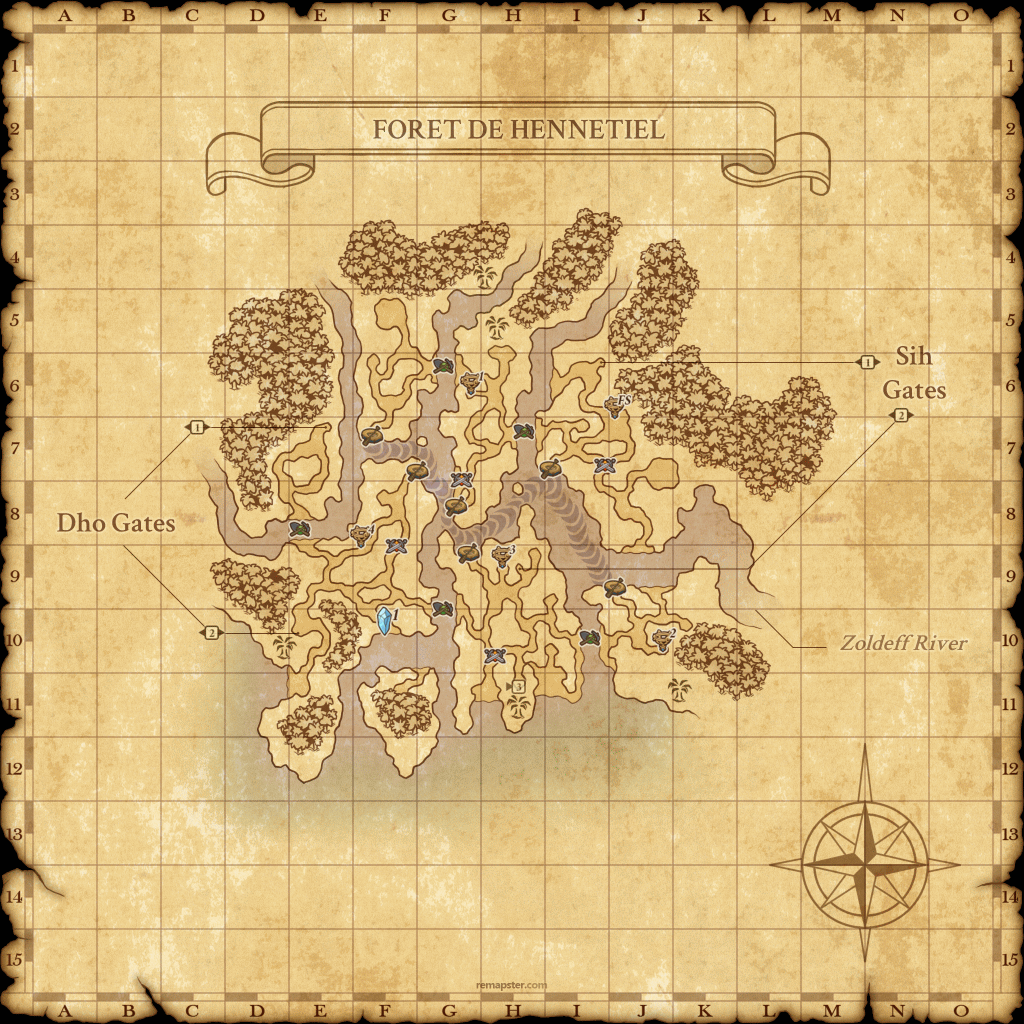 A B C D E F G H I J K L M N O
1 1
2 2
FORET DE HENNETIEL
3 3
4 4
5 5
Sih
Gates
1
6 6
1
FS
2
1
7 7
8 8
Dho Gates
4
3
9 9
1
2
10 10
2
Zoldeff River
3
11 11
12 12
13 13
14 14
15 15
remapster.com
A B C D E F G H I J K L M N O